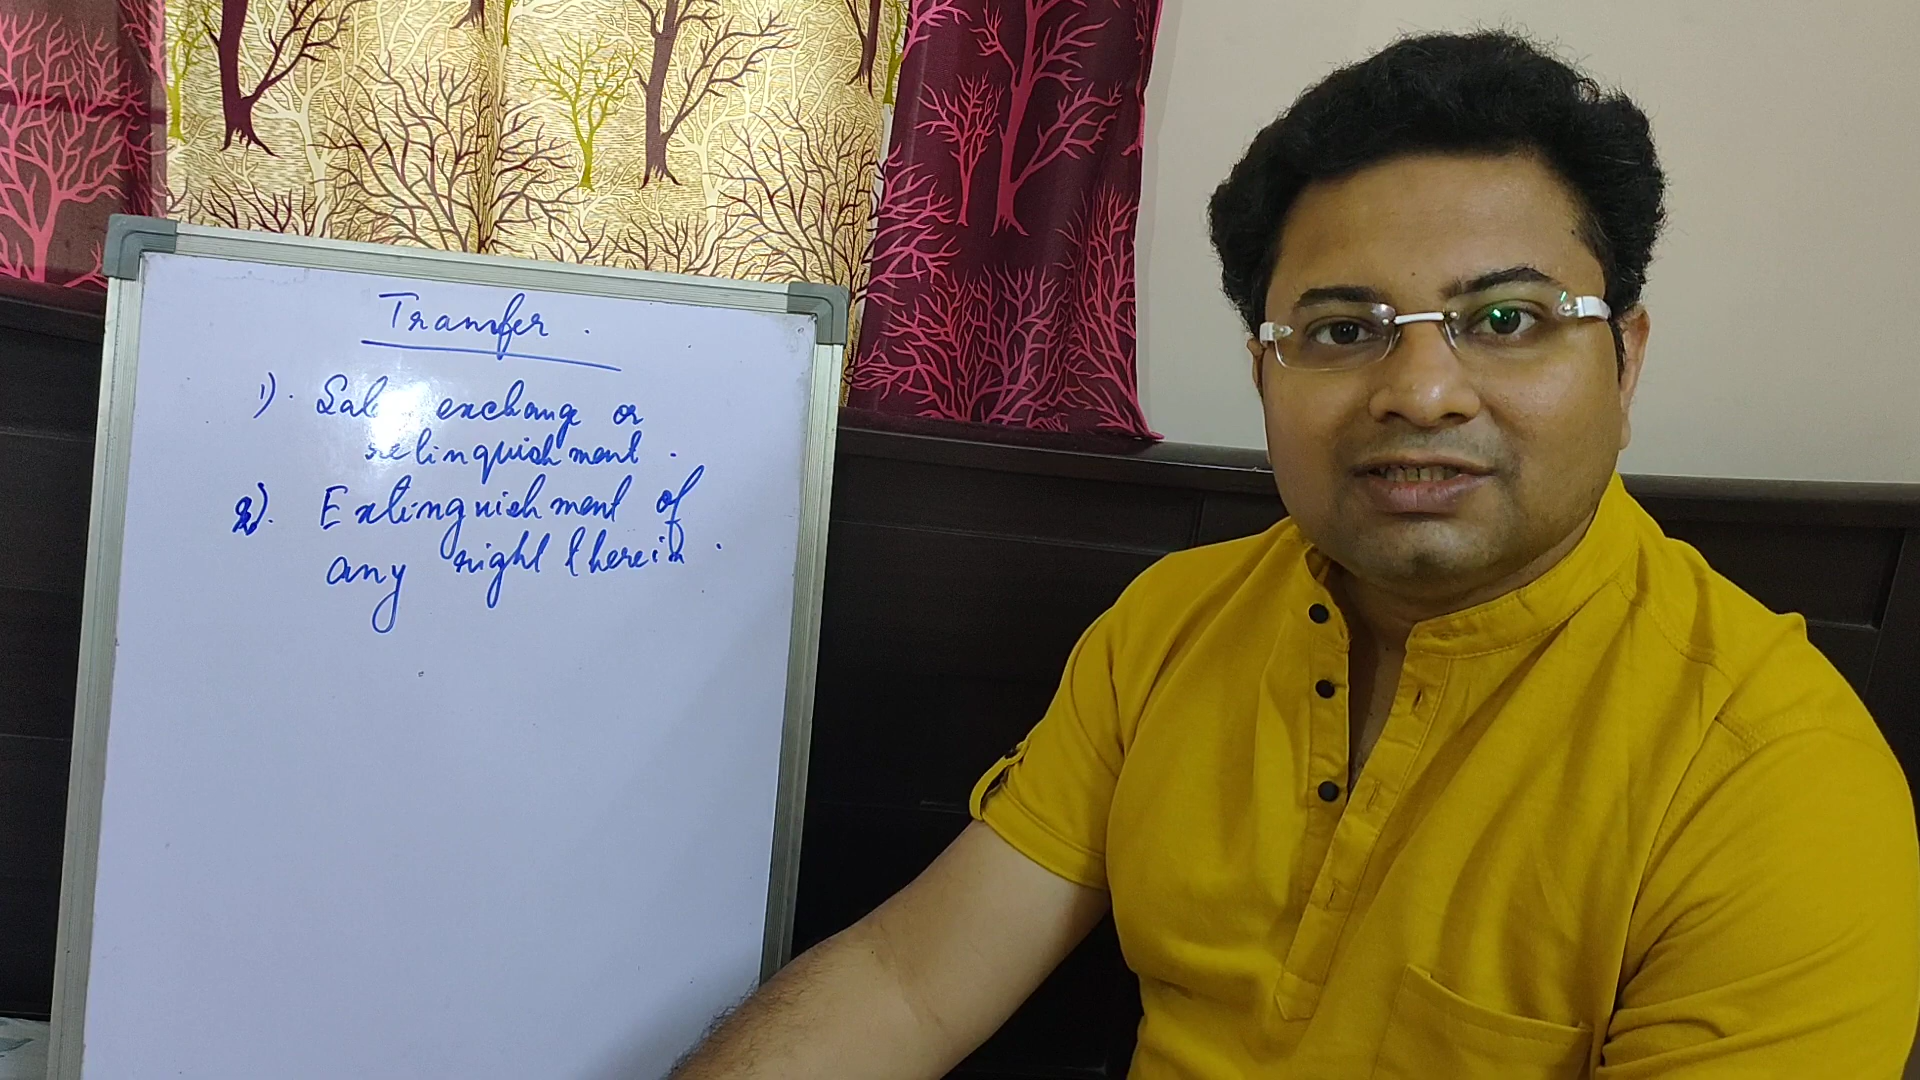 Transfer.
1). Sale exchange or
relinquishment.
2). Extinguishment of
any right therein.